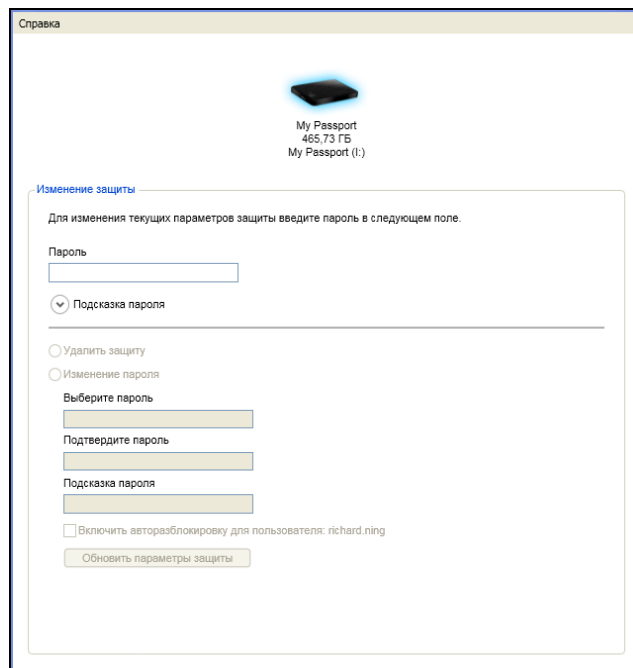 Справка
My Passport
465,73 ГБ
My Passport (I:)
Изменение защиты
Для изменения текущих параметров защиты введите пароль в следующем поле.
Пароль
Подсказка пароля
Удалить защиту
Изменение пароля
Выберите пароль
Подтвердите пароль
Подсказка пароля
Включить авторазблокировку для пользователя: richard.ning
Обновить параметры защиты